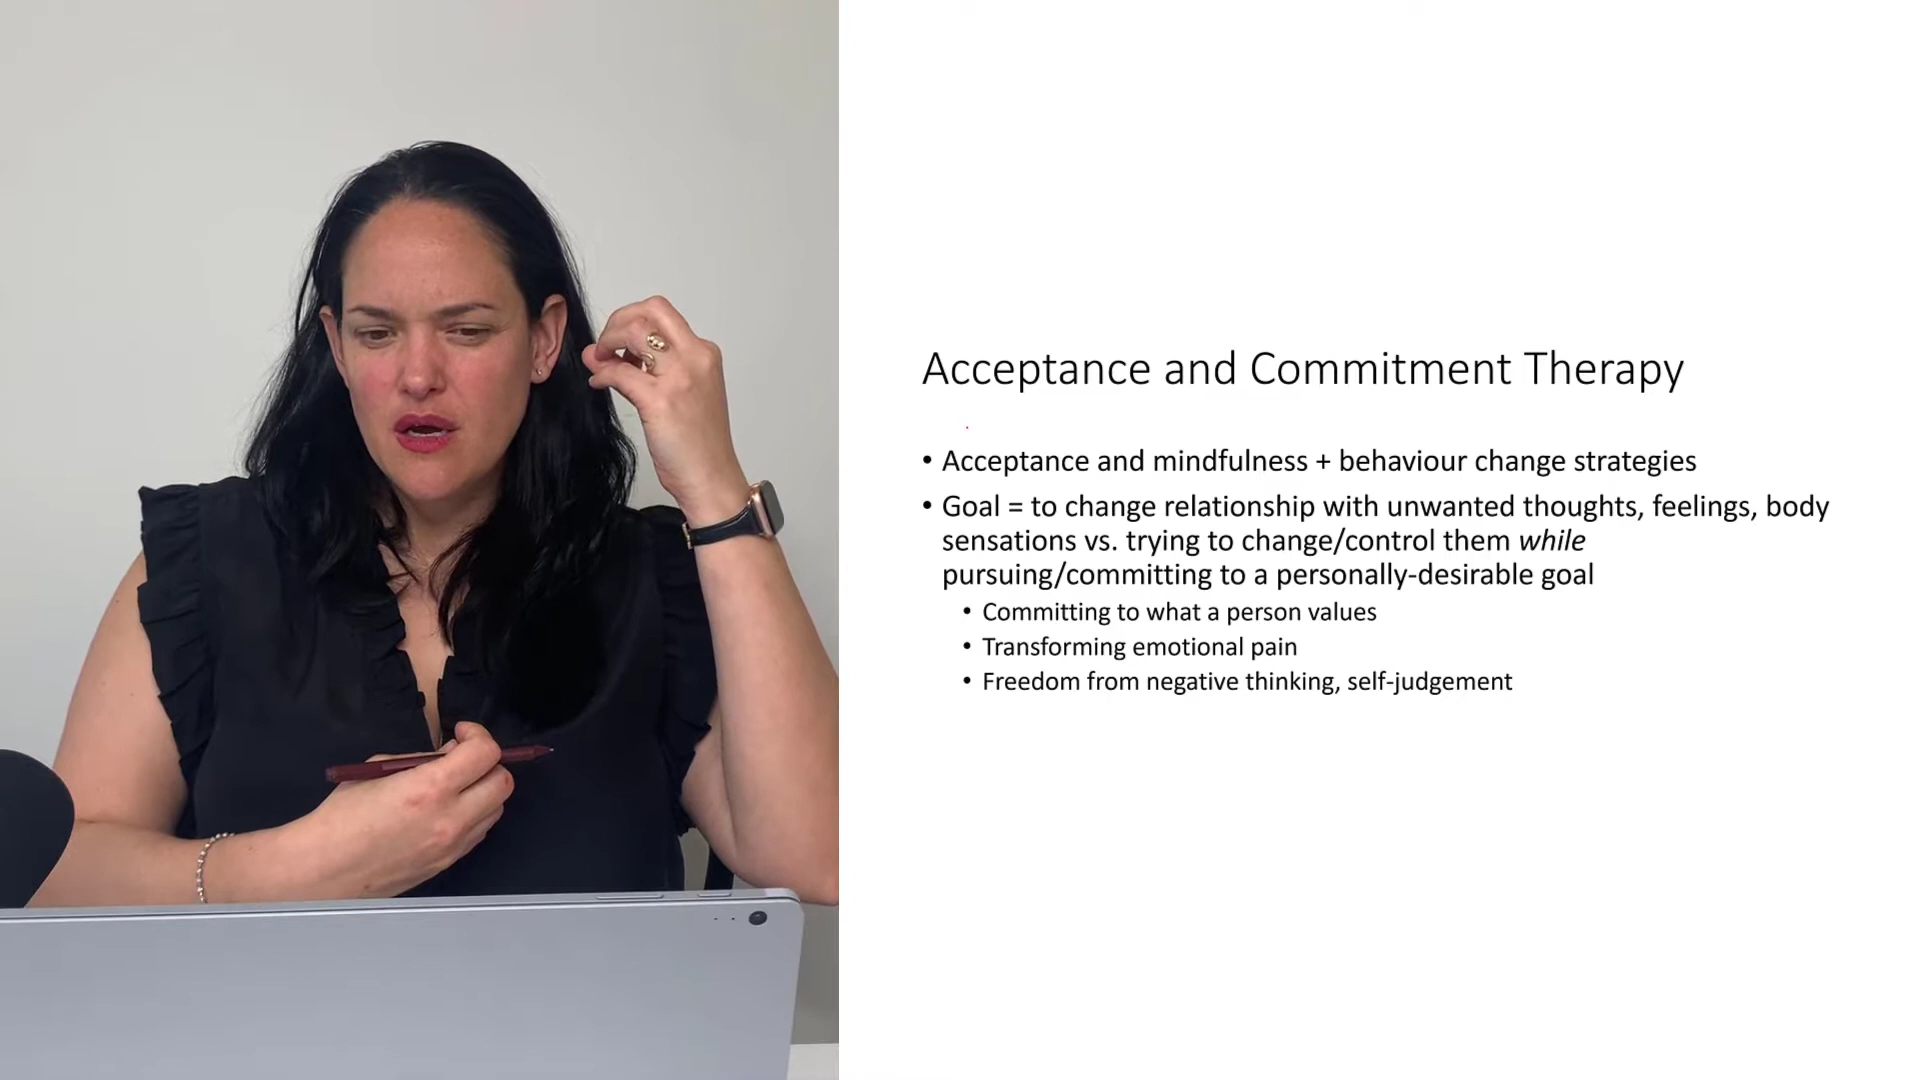 Acceptance and Commitment Therapy
• Acceptance and mindfulness + behaviour change strategies
• Goal = to change relationship with unwanted thoughts, feelings, body
sensations vs. trying to change/control them while
pursuing/committing to a personally-desirable goal
• Committing to what a person values
• Transforming emotional pain
• Freedom from negative thinking, self-judgement